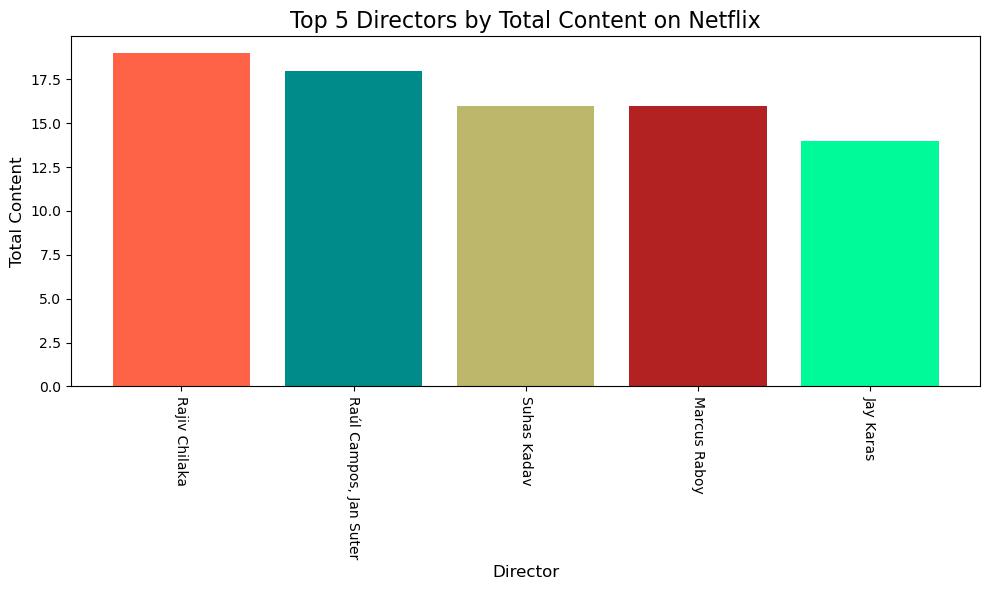 Top 5 Directors by Total Content on Netflix
Total Content
17.5
15.0
12.5
10.0
7.5
5.0
2.5
0.0
Rajiv Chilaka
Raúl Campos, Jan Suter
Suhas Kadav
Marcus Raboy
Jay Karas
Director